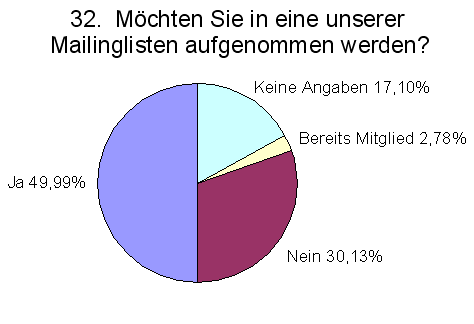 32.  Möchten Sie in eine unserer
Mailinglisten aufgenommen werden?
Keine Angaben 17,10%
Bereits Mitglied 2,78%
Ja 49,99%
Nein 30,13%